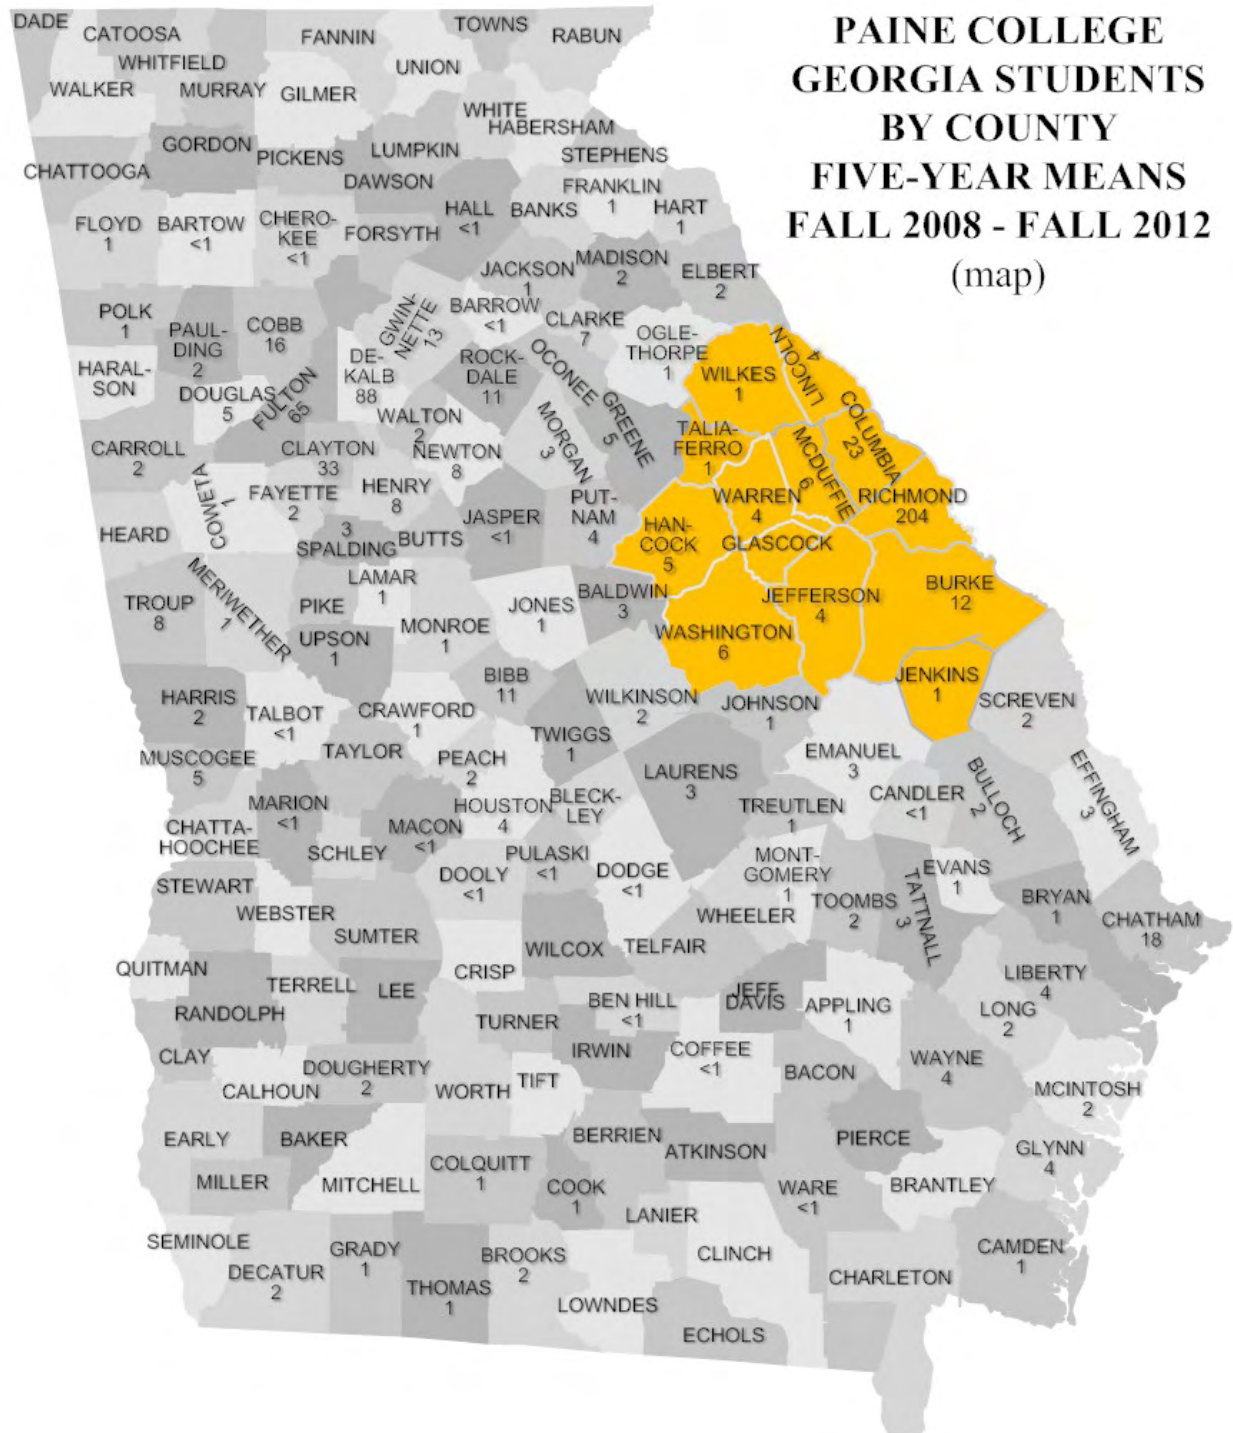 PAINE COLLEGE
GEORGIA STUDENTS
BY COUNTY
FIVE-YEAR MEANS
FALL 2008 - FALL 2012
(map)
DADE
CATOOSA
WHITFIELD
WALKER
MURRAY
FANNIN
GILMER
UNION
TOWNS
RABUN
WHITE
HABERSHAM
STEPHENS
CHATTOOGA
GORDON
PICKENS
LUMPKIN
DAWSON
FLOYD
1
BARTOW
<1
CHERO-
KEE
<1
FORSYTH
HALL
<1
BANKS
FRANKLIN
1
HART
1
JACKSON
1
MADISON
2
ELBERT
2
POLK
1
PAUL-
DING
2
COBB
16
GWIN-
NETTE
13
BARROW
<1
CLARKE
7
OGLE-
THORPE
1
HARAL-
SON
DOUGLAS
5
FULTON
65
DE-
KALB
88
ROCK-
DALE
11
WALTON
2
OCONEE
GREENE
5
MORGAN
3
WILKES
1
LINCOLN
4
COLUMBIA
23
MCDUFFIE
6
TALIA-
FERRO
1
CARROLL
2
CLAYTON
33
NEWTON
8
COWETA
1
FAYETTE
2
HENRY
8
HEARD
3
SPALDING
BUTTS
JASPER
<1
PUT-
NAM
4
HAN-
COCK
5
WARREN
4
GLASCOCK
RICHMOND
204
TROUP
8
MERIWETHER
1
PIKE
LAMAR
1
UPSON
1
MONROE
1
JONES
1
BALDWIN
3
WASHINGTON
6
JEFFERSON
4
BURKE
12
JENKINS
1
SCREVEN
2
HARRIS
2
TALBOT
<1
CRAWFORD
1
BIBB
11
WILKINSON
2
JOHNSON
1
TWIGGS
1
MUSCOGEE
5
TAYLOR
PEACH
2
LAURENS
3
EMANUEL
3
CANDLER
<1
BULLOCH
2
EFFINGHAM
3
CHATTA-
HOOCHEE
MARION
<1
MACON
<1
HOUSTON
4
BLECK-
LEY
TREUTLEN
1
SCHLEY
DOOLY
<1
PULASKI
<1
DODGE
<1
MONT-
GOMERY
1
WHEELER
TOOMBS
2
TATTNALL
3
EVANS
1
BRYAN
1
CHATHAM
18
STEWART
WEBSTER
SUMTER
CRISP
WILCOX
TELFAIR
QUITMAN
TERRELL
LEE
RANDOLPH
TURNER
BEN HILL
<1
JEFF
DAVIS
APPLING
1
LONG
2
LIBERTY
4
CLAY
CALHOUN
DOUGHERTY
2
WORTH
TIFT
IRWIN
COFFEE
<1
BACON
WAYNE
4
MCINTOSH
2
EARLY
BAKER
MILLER
MITCHELL
COLQUITT
1
BERRIEN
COOK
1
ATKINSON
PIERCE
WARE
<1
BRANTLEY
GLYNN
4
LANIER
SEMINOLE
DECATUR
2
GRADY
1
THOMAS
1
BROOKS
2
LOWNDES
CLINCH
ECHOLS
CHARLETON
CAMDEN
1